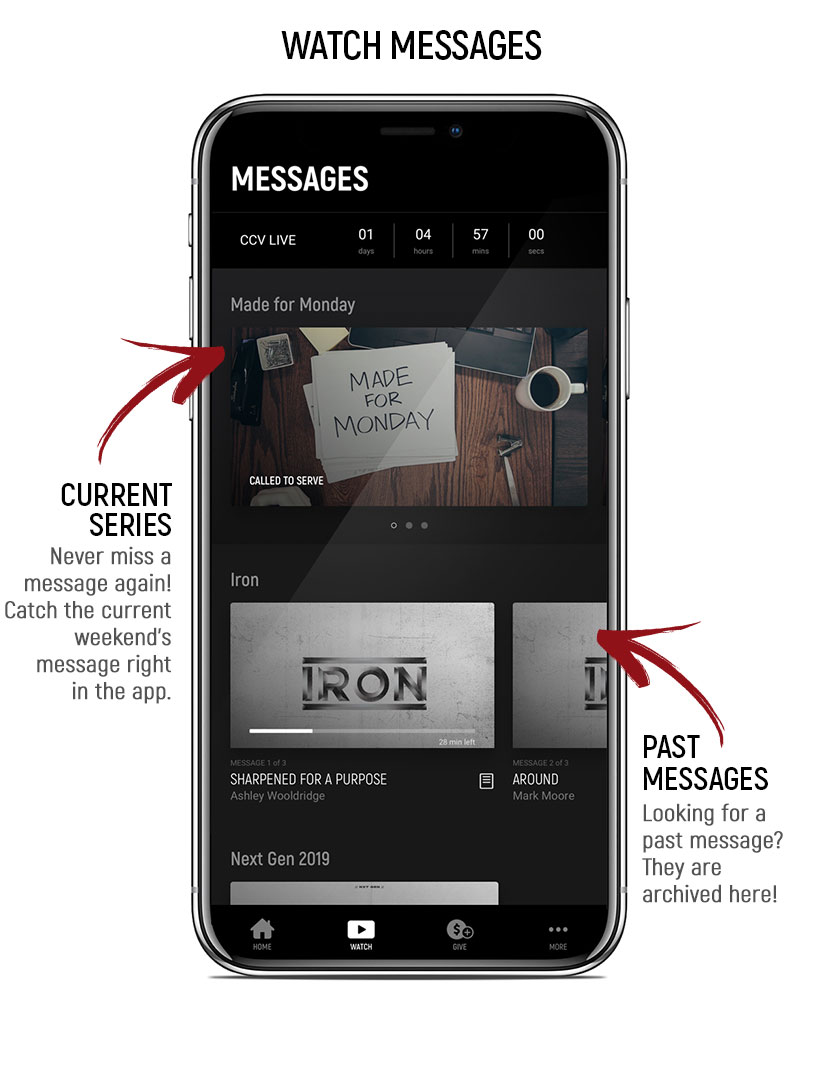 WATCH MESSAGES
MESSAGES
CCV LIVE
01
days
04
hours
57
mins
00
secs
Made for Monday
MADE
FOR
MONDAY
CALLED TO SERVE
CURRENT
SERIES
Never miss a
message again!
Catch the current
weekend's
message right
in the app.
Iron
IRON
28 min left
MESSAGE 1 of 3
SHARPENED FOR A PURPOSE
Ashley Wooldridge
MESSAGE 2 of 3
AROUND
Mark Moore
PAST
MESSAGES
Looking for a
past message?
They are
archived here!
Next Gen 2019
NEXT GEN
HOME
WATCH
GIVE
MORE